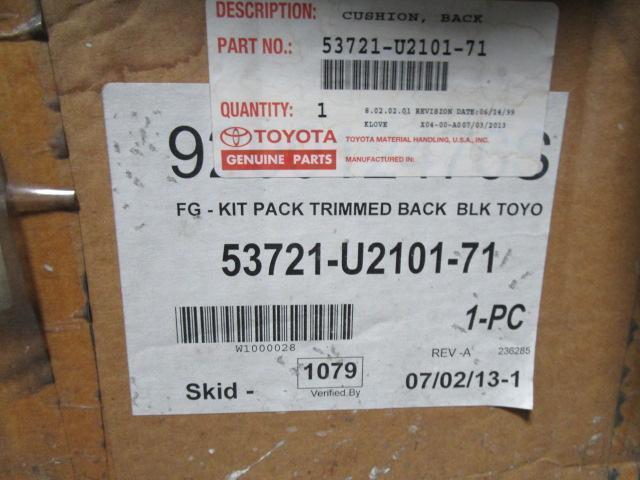 DESCRIPTION: CUSHION, BACK
PART NO.: 53721-U2101-71
QUANTITY: 1
8.02.02.01 REVISION DATE:06/14/99
KLOVE X04-00-A007/03/2013
TOYOTA TOYOTA MATERIAL HANDLING, U.S.A., INC.
GENUINE PARTS MANUFACTURED IN:
FG - KIT PACK TRIMMED BACK BLK TOYO
53721-U2101-71
1-PC
W1000028
REV -A 236285
Skid - 1079 07/02/13-1
Verified By